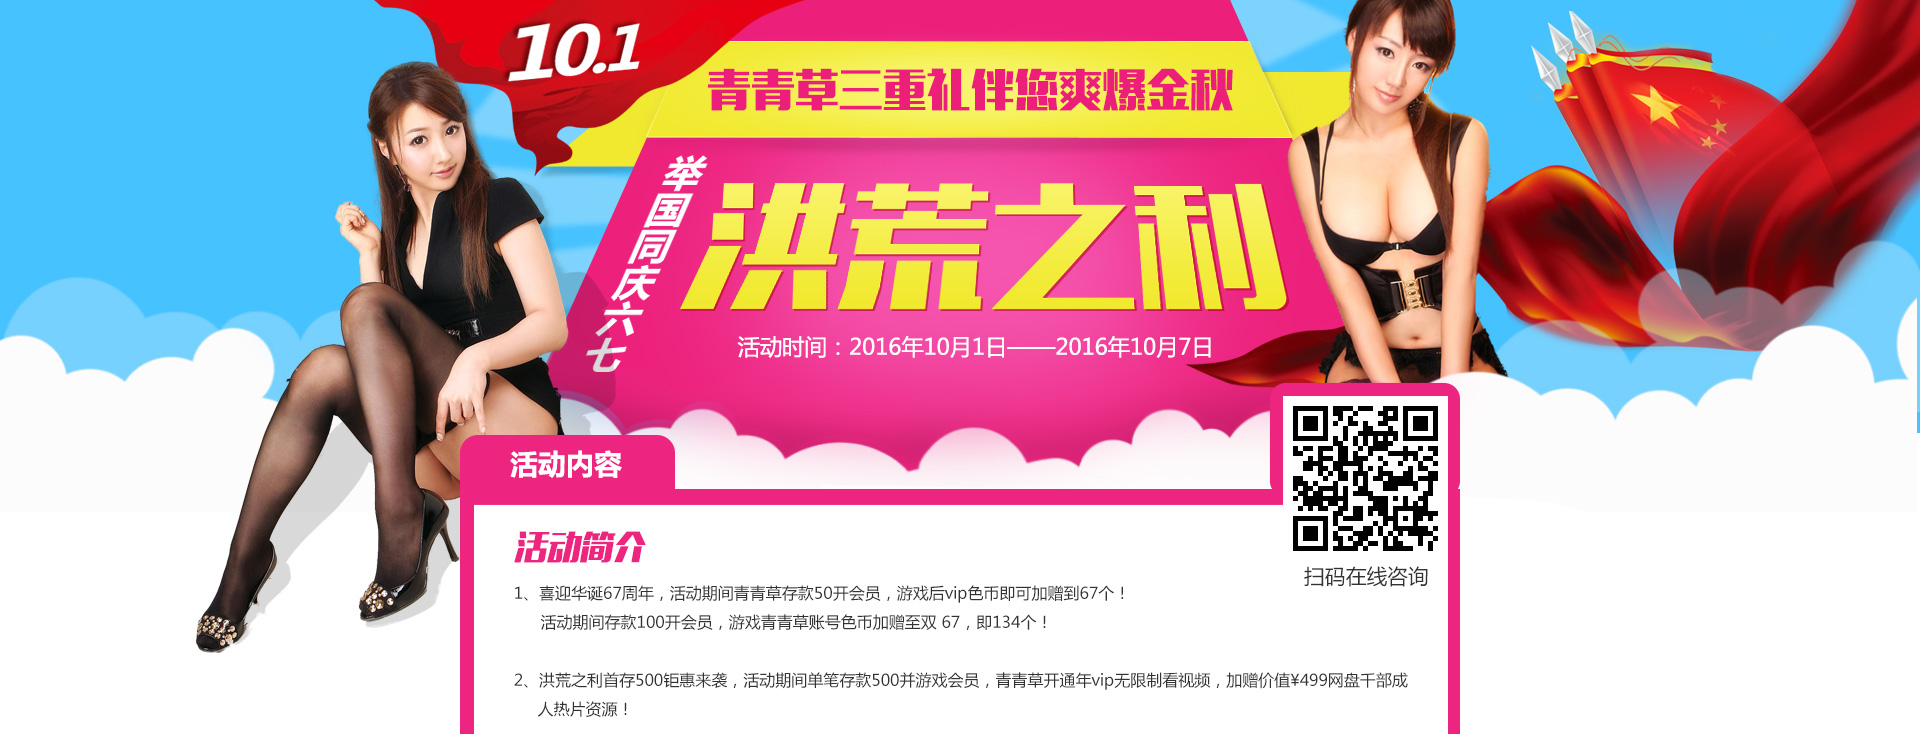 10.1
青青草三重礼伴您爽爆金秋
举国同庆六七
洪荒之利
活动时间：2016年10月1日——2016年10月7日
活动内容
扫码在线咨询
活动简介
1、喜迎华诞67周年，活动期间青青草存款50开会员，游戏后vip色币即可加赠到67个！
活动期间存款100开会员，游戏青青草账号色币加赠至双 67，即134个！
2、洪荒之利首存500钜惠来袭，活动期间单笔存款500并游戏会员，青青草开通年vip无限制看视频，加赠价值¥499网盘千部成
人热片资源！